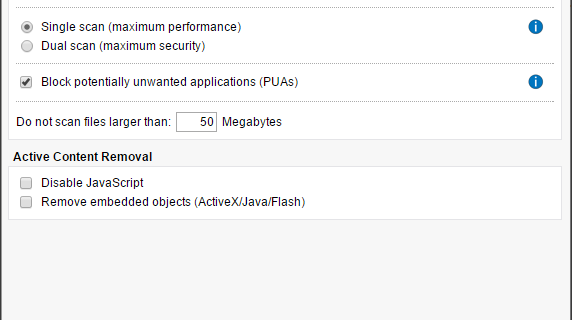 Single scan (maximum performance)
Dual scan (maximum security)
Block potentially unwanted applications (PUAs)
Do not scan files larger than: 50 Megabytes
Active Content Removal
Disable JavaScript
Remove embedded objects (ActiveX/Java/Flash)